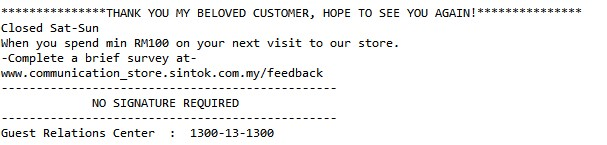 ***************THANK YOU MY BELOVED CUSTOMER, HOPE TO SEE YOU AGAIN!***************
Closed Sat-Sun
When you spend min RM100 on your next visit to our store.
-Complete a brief survey at-
www.communication_store.sintok.com.my/feedback
------------------------------------------------
NO SIGNATURE REQUIRED
------------------------------------------------
Guest Relations Center  :  1300-13-1300